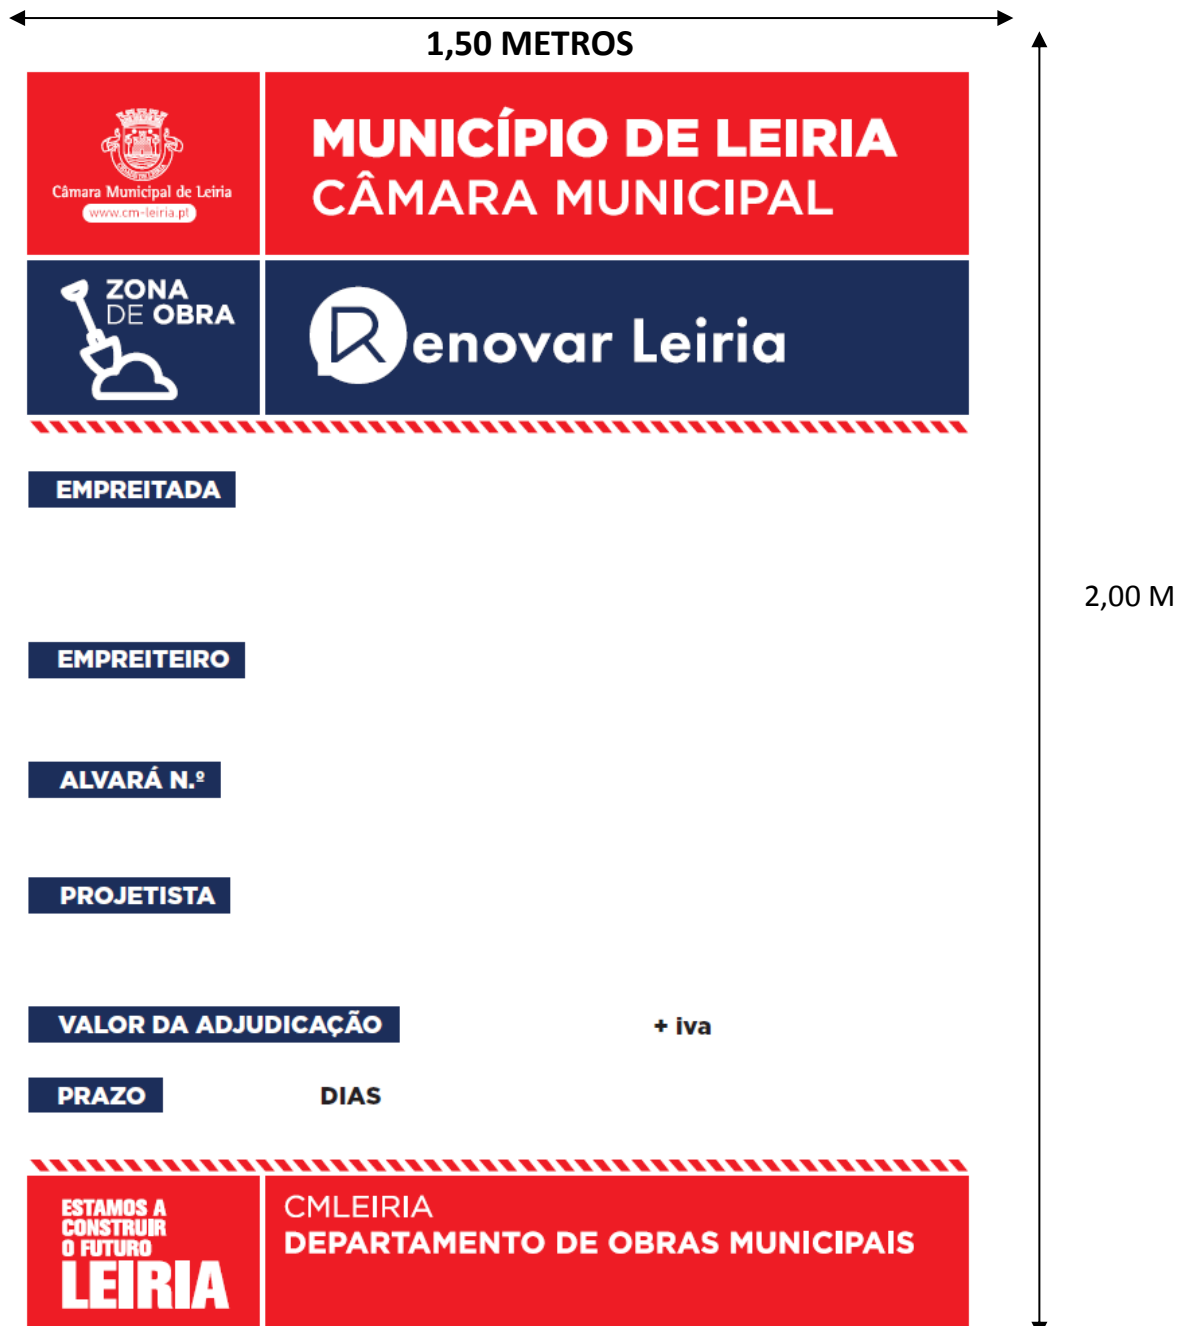 1,50 METROS
MUNICÍPIO DE LEIRIA
CÂMARA MUNICIPAL
Câmara Municipal de Leiria
www.cm-leiria.pt
ZONA
DE OBRA
Renovar Leiria
EMPREITADA
2,00 M
EMPREITEIRO
ALVARÁ N.º
PROJETISTA
VALOR DA ADJUDICAÇÃO + iva
PRAZO DIAS
ESTAMOS A
CONSTRUIR
O FUTURO
LEIRIA
CMLEIRIA
DEPARTAMENTO DE OBRAS MUNICIPAIS